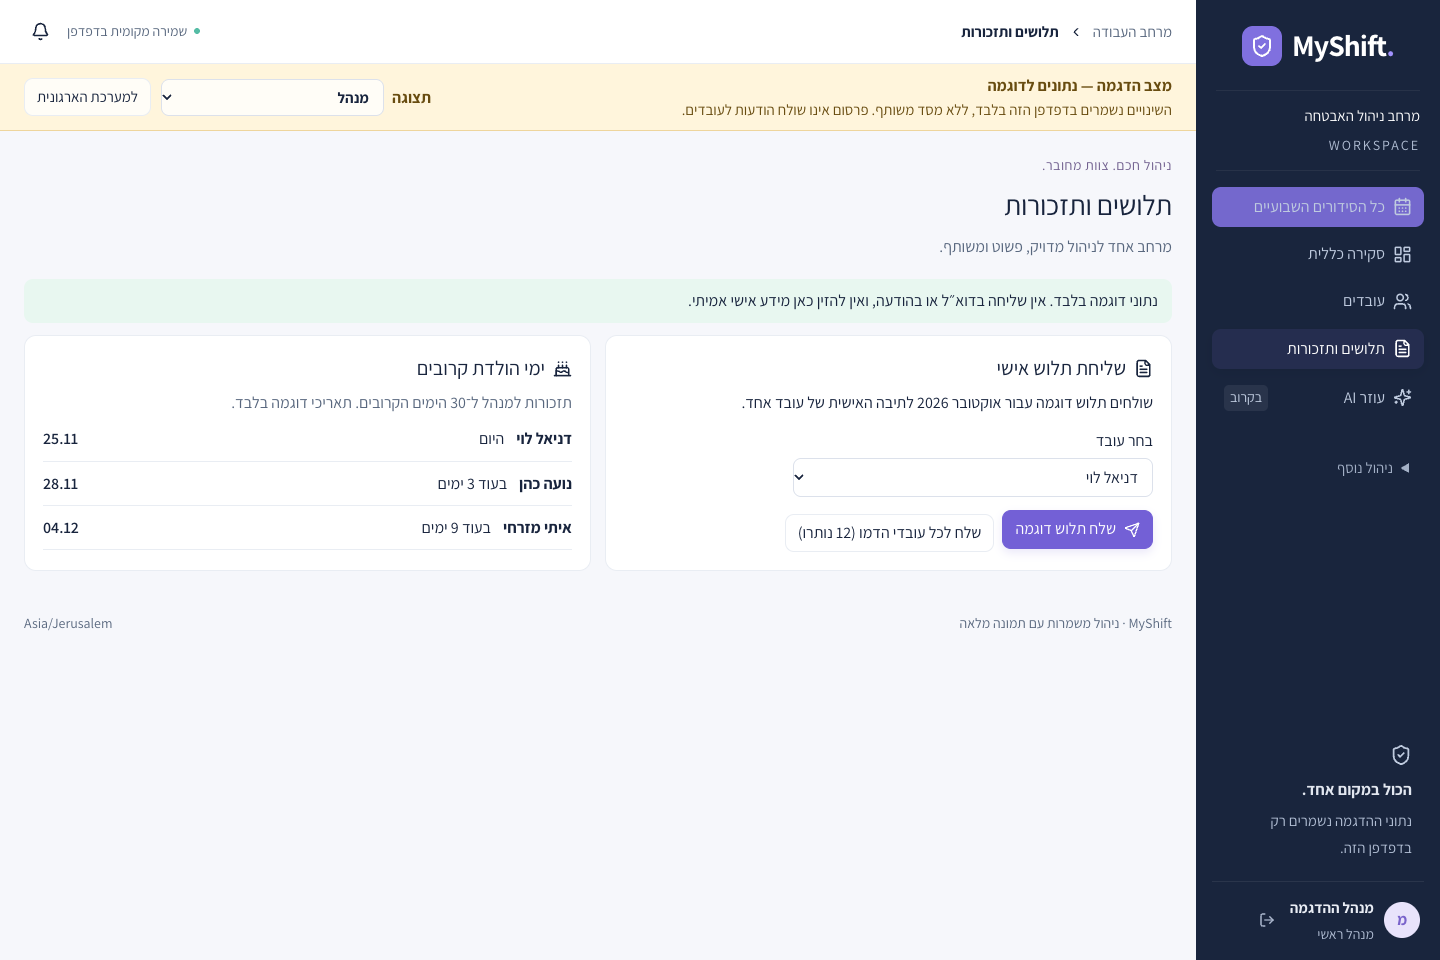 MyShift.
מרחב ניהול האבטחה
WORKSPACE
כל הסידורים השבועיים
סקירה כללית
עובדים
תלושים ותזכורות
עוזר AI
בקרוב
ניהול נוסף
הכול במקום אחד.
נתוני ההדגמה נשמרים רק
בדפדפן הזה.
מ
מנהל ההדגמה
מנהל ראשי
מרחב העבודה
תלושים ותזכורות
שמירה מקומית בדפדפן
מצב הדגמה — נתונים לדוגמה
השינויים נשמרים בדפדפן הזה בלבד, ללא מסד משותף. פרסום אינו שולח הודעות לעובדים.
תצוגה
מנהל
למערכת הארגונית
ניהול חכם. צוות מחובר.
תלושים ותזכורות
מרחב אחד לניהול מדויק, פשוט ומשותף.
נתוני דוגמה בלבד. אין שליחה בדוא״ל או בהודעה, ואין להזין כאן מידע אישי אמיתי.
שליחת תלוש אישי
שולחים תלוש דוגמה עבור אוקטובר 2026 לתיבה האישית של עובד אחד.
בחר עובד
דניאל לוי
שלח תלוש דוגמה
שלח לכל עובדי הדמו (12 נותרו)
ימי הולדת קרובים
תזכורות למנהל ל־30 הימים הקרובים. תאריכי דוגמה בלבד.
דניאל לוי היום 25.11
נועה כהן בעוד 3 ימים 28.11
איתי מזרחי בעוד 9 ימים 04.12
MyShift · ניהול משמרות עם תמונה מלאה
Asia/Jerusalem